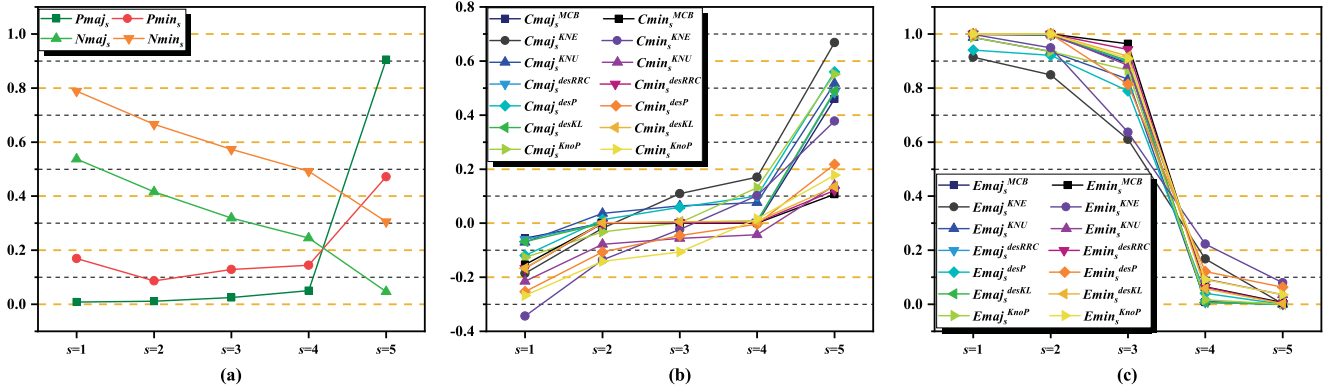 Pmaj_s Pmin_s
Nmaj_s Nmin_s
1.0
0.8
0.6
0.4
0.2
0.0
s=1 s=2 s=3 s=4 s=5
(a)
Cmaj_s^MCB Cmin_s^MCB
Cmaj_s^KNE Cmin_s^KNE
Cmaj_s^KNU Cmin_s^KNU
Cmaj_s^desRRC Cmin_s^desRRC
Cmaj_s^desP Cmin_s^desP
Cmaj_s^desKL Cmin_s^desKL
Cmaj_s^KnoP Cmin_s^KnoP
0.8
0.6
0.4
0.2
0.0
-0.2
-0.4
s=1 s=2 s=3 s=4 s=5
(b)
1.0
0.8
0.6
0.4
0.2
0.0
Emaj_s^MCB Emin_s^MCB
Emaj_s^KNE Emin_s^KNE
Emaj_s^KNU Emin_s^KNU
Emaj_s^desRRC Emin_s^desRRC
Emaj_s^desP Emin_s^desP
Emaj_s^desKL Emin_s^desKL
Emaj_s^KnoP Emin_s^KnoP
s=1 s=2 s=3 s=4 s=5
(c)